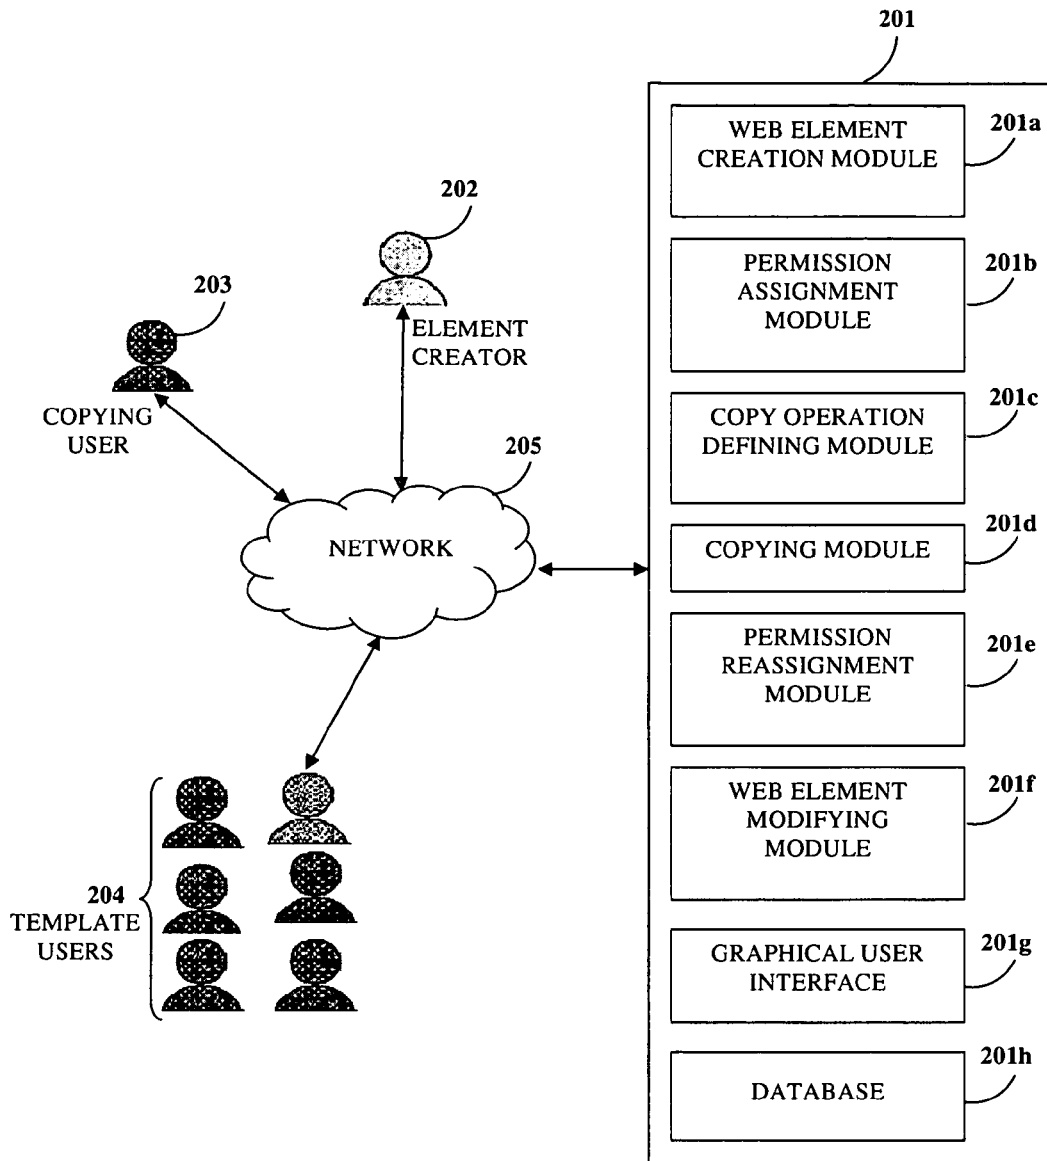 201
WEB ELEMENT
CREATION MODULE
201a
202
PERMISSION
ASSIGNMENT
MODULE
201b
203
ELEMENT
CREATOR
COPYING
USER
COPY OPERATION
DEFINING MODULE
201c
205
NETWORK
COPYING MODULE
201d
PERMISSION
REASSIGNMENT
MODULE
201e
WEB ELEMENT
MODIFYING
MODULE
201f
204
TEMPLATE
USERS
GRAPHICAL USER
INTERFACE
201g
DATABASE
201h